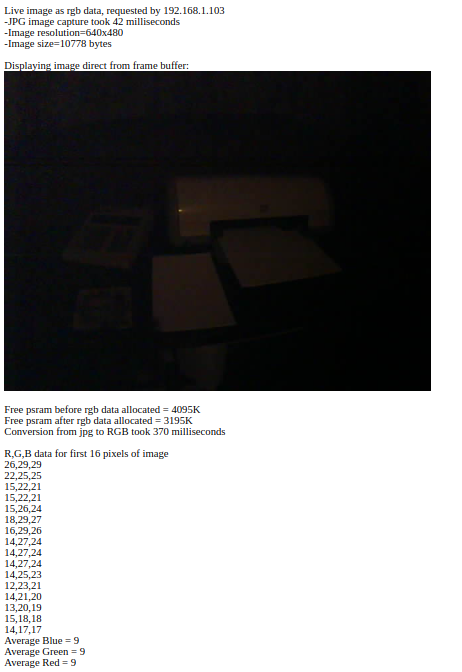 Live image as rgb data, requested by 192.168.1.103
-JPG image capture took 42 milliseconds
-Image resolution=640x480
-Image size=10778 bytes
Displaying image direct from frame buffer:
Free psram before rgb data allocated = 4095K
Free psram after rgb data allocated = 3195K
Conversion from jpg to RGB took 370 milliseconds
R,G,B data for first 16 pixels of image
26,29,29
22,25,25
15,22,21
15,22,21
15,26,24
18,29,27
16,29,26
14,27,24
14,27,24
14,27,24
14,25,23
12,23,21
14,21,20
13,20,19
15,18,18
14,17,17
Average Blue = 9
Average Green = 9
Average Red = 9